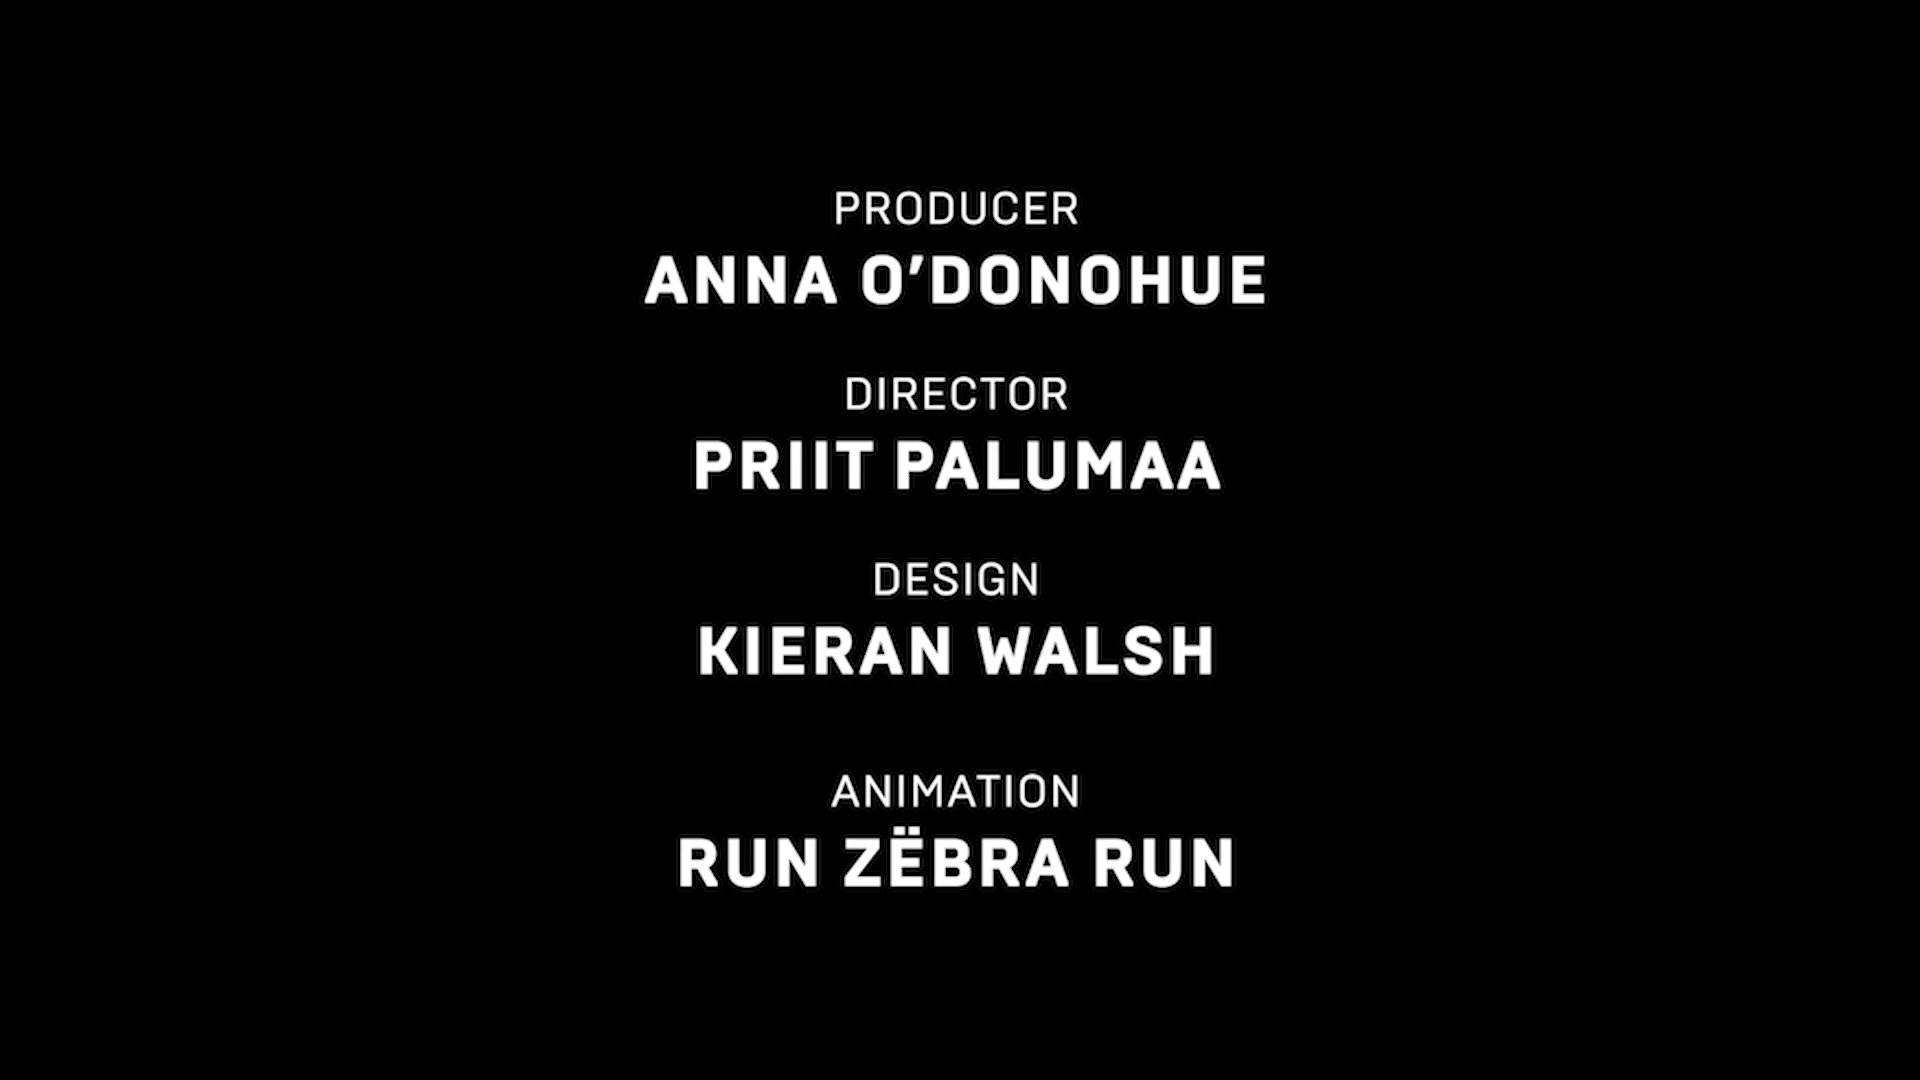 PRODUCER
ANNA O’DONOHUE
DIRECTOR
PRIIT PALUMAA
DESIGN
KIERAN WALSH
ANIMATION
RUN ZËBRA RUN